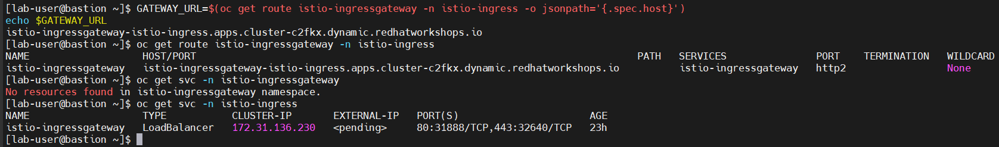 [lab-user@bastion ~]$ GATEWAY_URL=$(oc get route istio-ingressgateway -n istio-ingress -o jsonpath='{.spec.host}')
echo $GATEWAY_URL
istio-ingressgateway-istio-ingress.apps.cluster-c2fkx.dynamic.redhatworkshops.io
[lab-user@bastion ~]$ oc get route istio-ingressgateway -n istio-ingress
NAME                   HOST/PORT                                                                          PATH   SERVICES               PORT    TERMINATION   WILDCARD
istio-ingressgateway   istio-ingressgateway-istio-ingress.apps.cluster-c2fkx.dynamic.redhatworkshops.io          istio-ingressgateway   http2                 None
[lab-user@bastion ~]$ oc get svc -n istio-ingressgateway
No resources found in istio-ingressgateway namespace.
[lab-user@bastion ~]$ oc get svc -n istio-ingress
NAME                   TYPE           CLUSTER-IP       EXTERNAL-IP   PORT(S)                      AGE
istio-ingressgateway   LoadBalancer   172.31.136.230   <pending>     80:31888/TCP,443:32640/TCP   23h
[lab-user@bastion ~]$